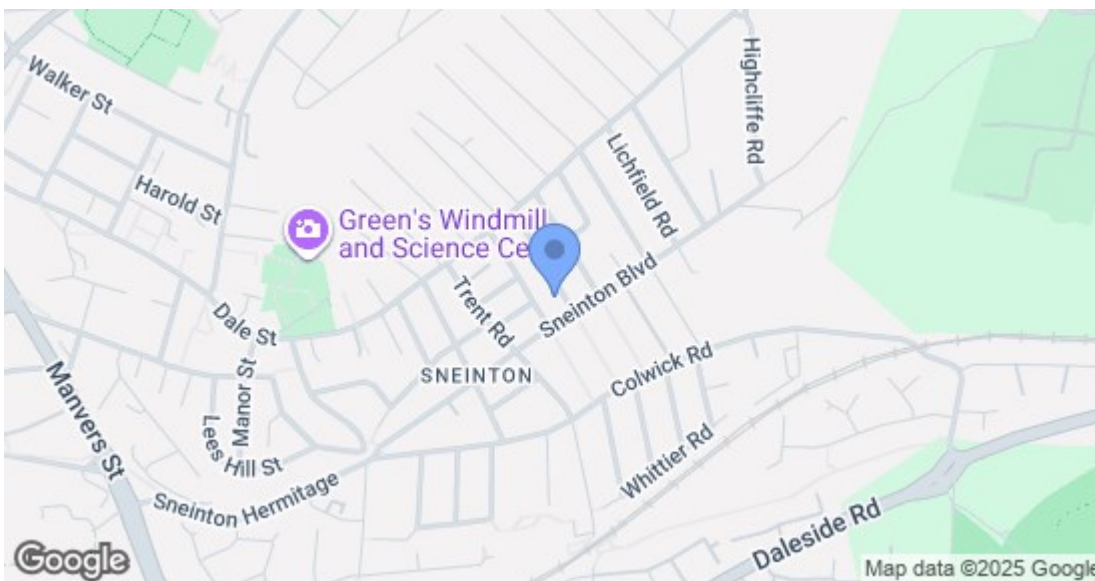 Walker St
Highcliffe Rd
Lichfield Rd
Harold St
Green's Windmill
and Science Ce
Sneinton Blvd
Trent Rd
Dale St
SNEINTON
Colwick Rd
Manor St
Manvers St
Lees Hill St
Whittier Rd
Sneinton Hermitage
Daleside Rd
Google
Map data ©2025 Google